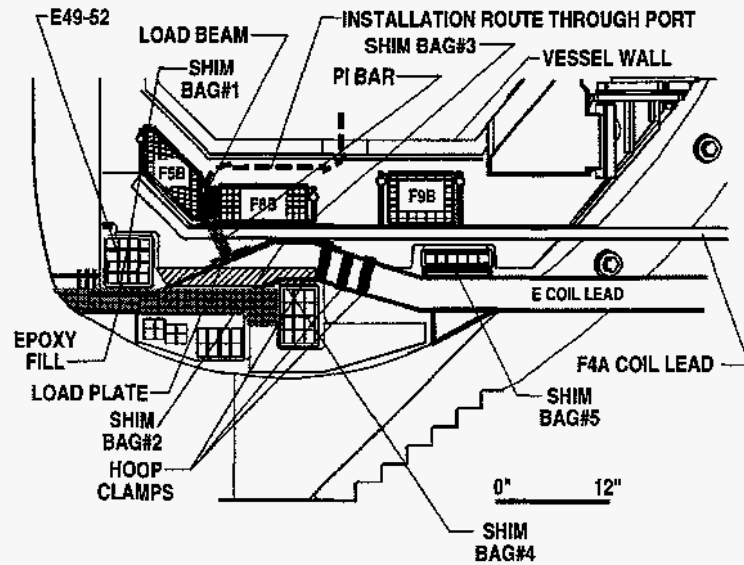 E49-52
INSTALLATION ROUTE THROUGH PORT
LOAD BEAM
SHIM BAG#3
VESSEL WALL
SHIM
BAG#1
PI BAR
F5B
F8B
F9B
E COIL LEAD
EPOXY
FILL
F4A COIL LEAD
LOAD PLATE
SHIM
BAG#2
SHIM
BAG#5
HOOP
CLAMPS
0" 12"
SHIM
BAG#4